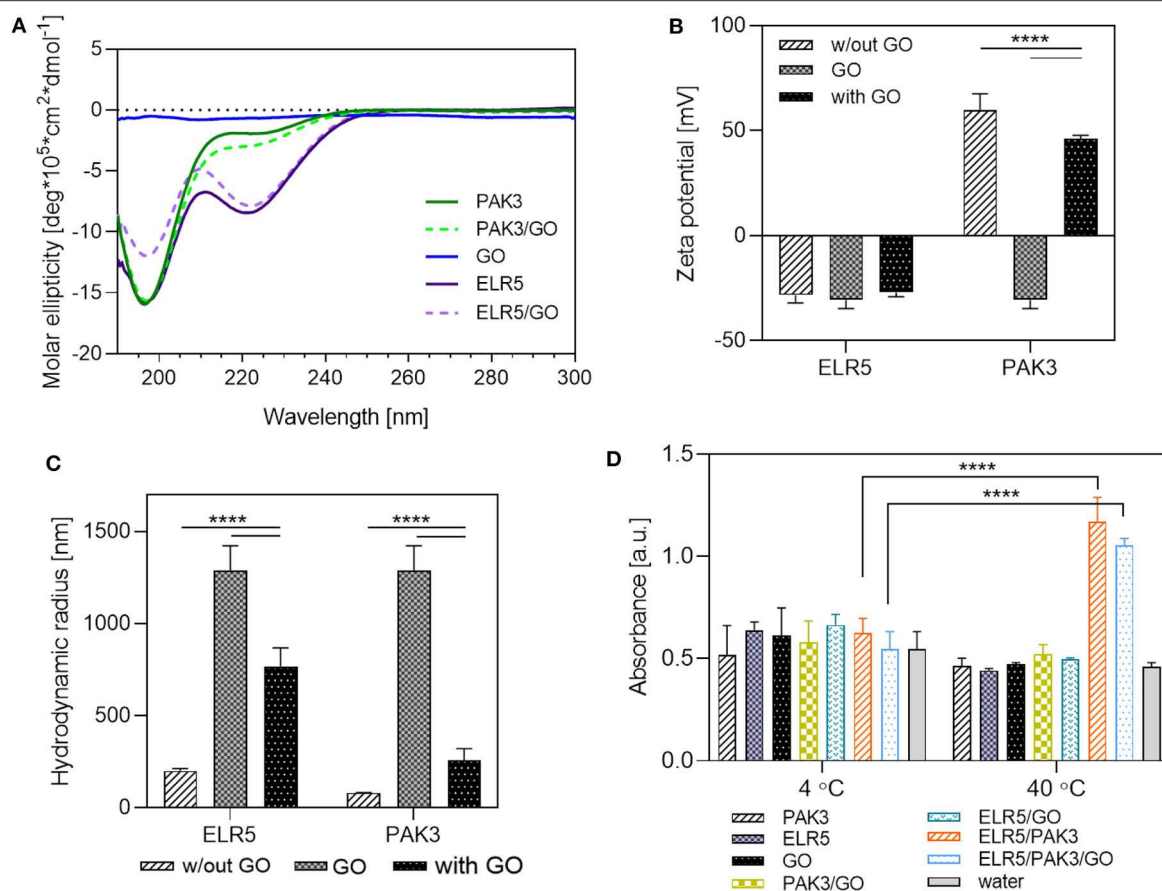 A
Molar ellipticity [deg*10⁵*cm²*dmol⁻¹]
5
0
-5
-10
-15
-20
200
220
240
260
280
300
Wavelength [nm]
PAK3
PAK3/GO
GO
ELR5
ELR5/GO
B
Zeta potential [mV]
100
50
0
-50
w/out GO
GO
with GO
****
ELR5
PAK3
C
Hydrodynamic radius [nm]
1500
1000
500
0
****
****
ELR5
PAK3
w/out GO
GO
with GO
D
Absorbance [a.u.]
1.5
1.0
0.5
0.0
****
****
4 °C
40 °C
PAK3
ELR5
GO
PAK3/GO
ELR5/GO
ELR5/PAK3
ELR5/PAK3/GO
water